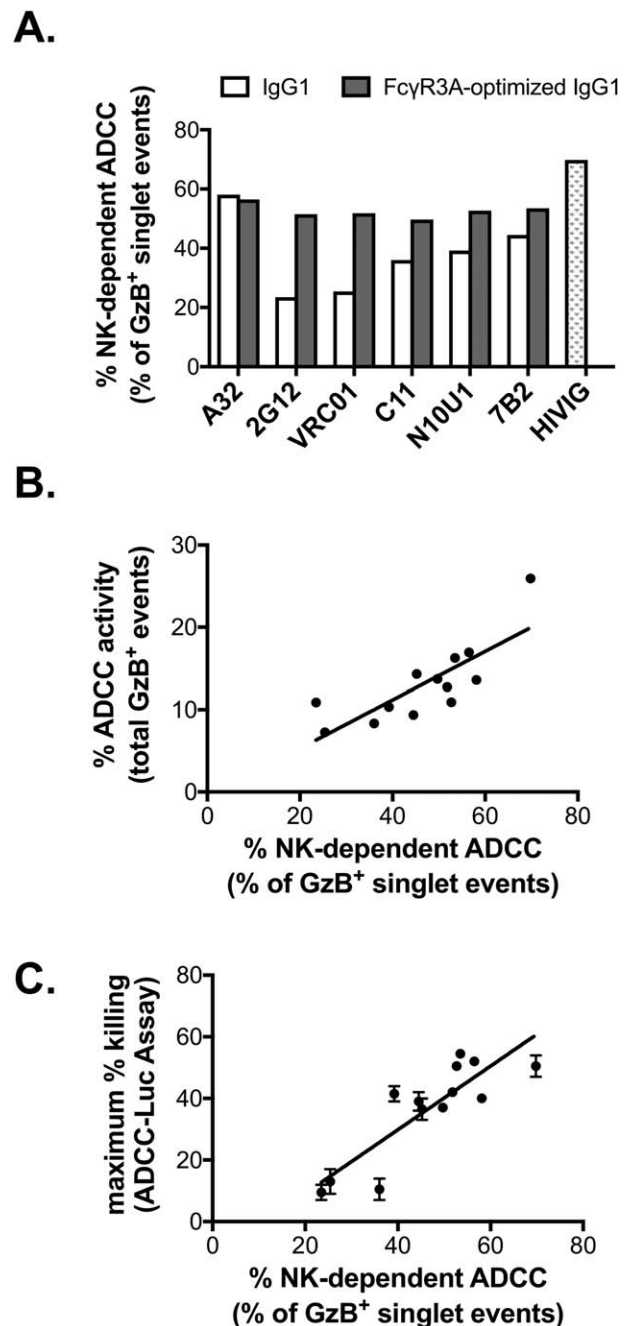 A.
IgG1 FcγR3A-optimized IgG1
% NK-dependent ADCC
(% of GzB⁺ singlet events)
80
60
40
20
0
A32 2G12 VRC01 C11 N10U1 7B2 HIVIG
B.
% ADCC activity
(total GzB⁺ events)
30
20
10
0
0 20 40 60 80
% NK-dependent ADCC
(% of GzB⁺ singlet events)
C.
maximum % killing
(ADCC-Luc Assay)
80
60
40
20
0
0 20 40 60 80
% NK-dependent ADCC
(% of GzB⁺ singlet events)